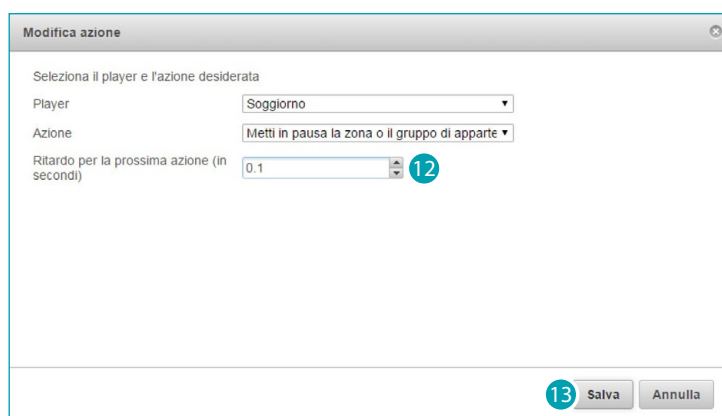 Modifica azione
Seleziona il player e l'azione desiderata
Player
Soggiorno
Azione
Metti in pausa la zona o il gruppo di apparte
Ritardo per la prossima azione (in
secondi)
0.1
12
13
Salva
Annulla